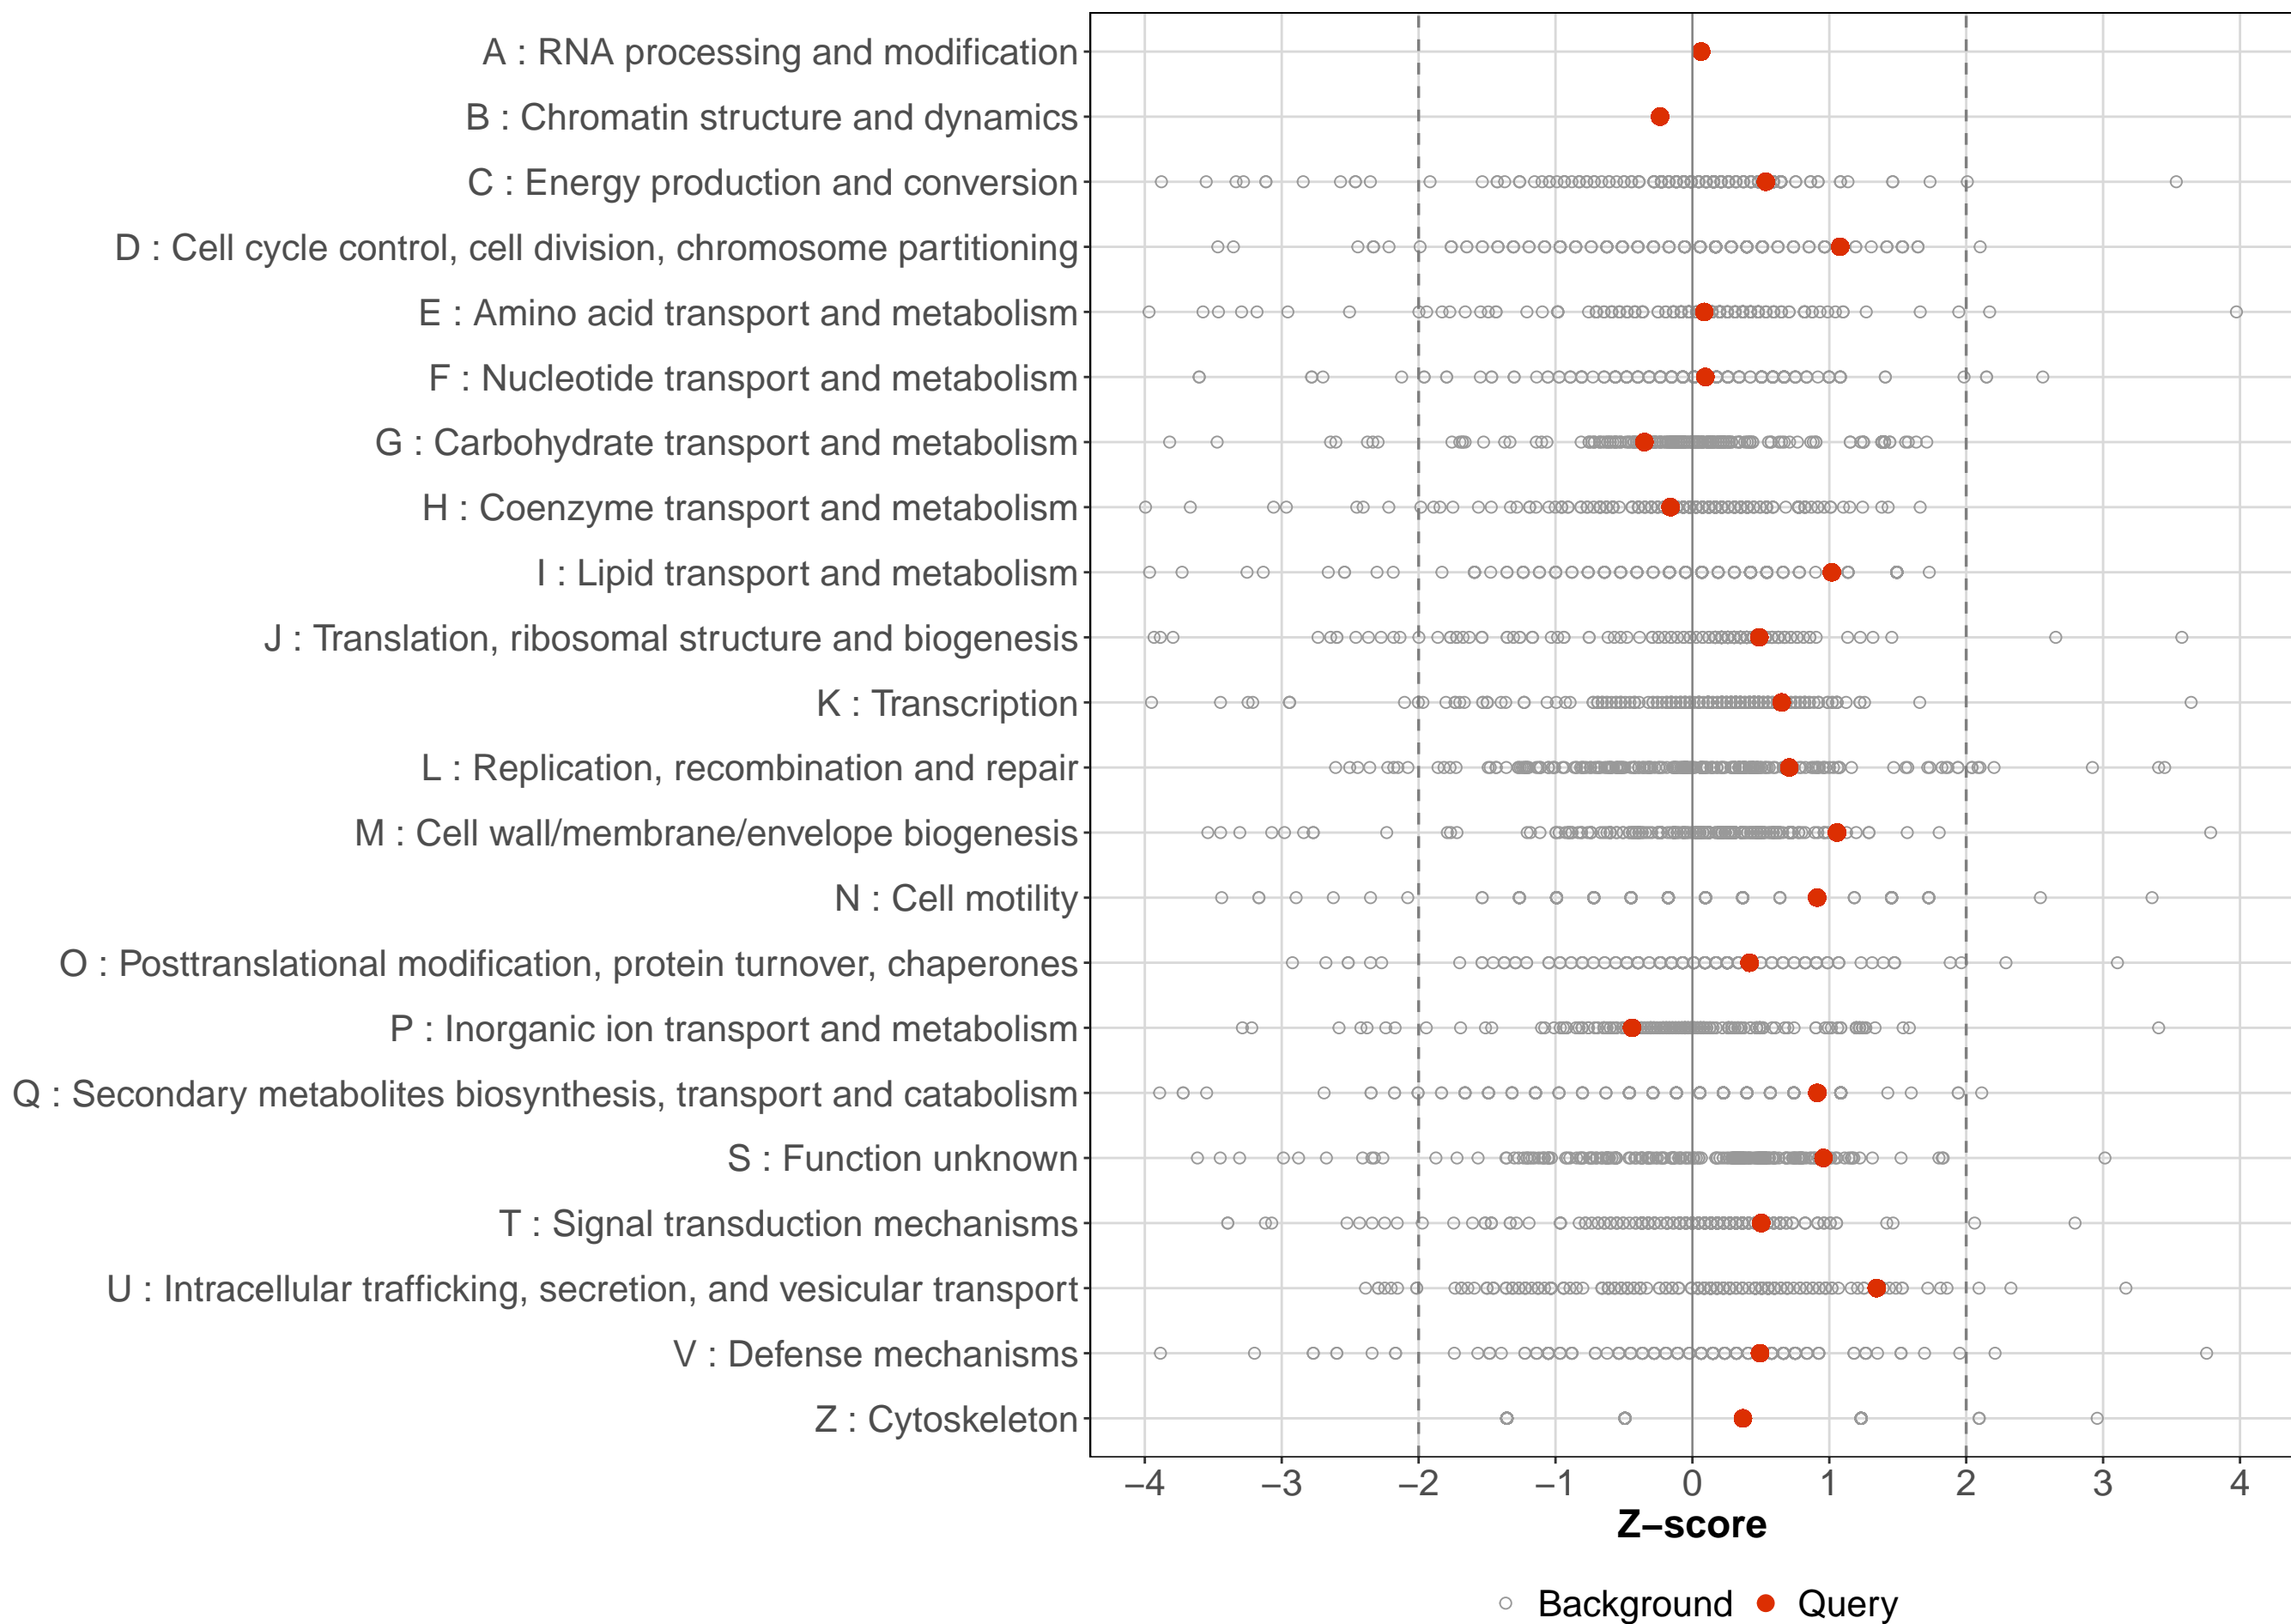 A : RNA processing and modification
B : Chromatin structure and dynamics
C : Energy production and conversion
D : Cell cycle control, cell division, chromosome partitioning
E : Amino acid transport and metabolism
F : Nucleotide transport and metabolism
G : Carbohydrate transport and metabolism
H : Coenzyme transport and metabolism
I : Lipid transport and metabolism
J : Translation, ribosomal structure and biogenesis
K : Transcription
L : Replication, recombination and repair
M : Cell wall/membrane/envelope biogenesis
N : Cell motility
O : Posttranslational modification, protein turnover, chaperones
P : Inorganic ion transport and metabolism
Q : Secondary metabolites biosynthesis, transport and catabolism
S : Function unknown
T : Signal transduction mechanisms
U : Intracellular trafficking, secretion, and vesicular transport
V : Defense mechanisms
Z : Cytoskeleton
−4 −3 −2 −1 0 1 2 3 4
Z−score
Background Query